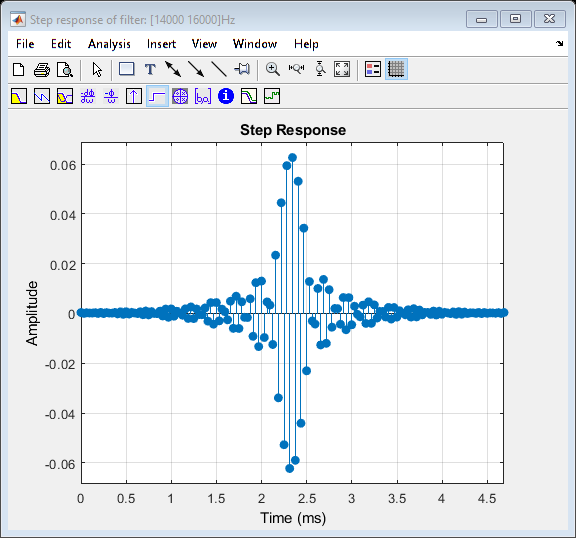 Step response of filter: [14000 16000]Hz
File Edit Analysis Insert View Window Help
Step Response
0.06
0.04
0.02
0
-0.02
-0.04
-0.06
Amplitude
0 0.5 1 1.5 2 2.5 3 3.5 4 4.5
Time (ms)